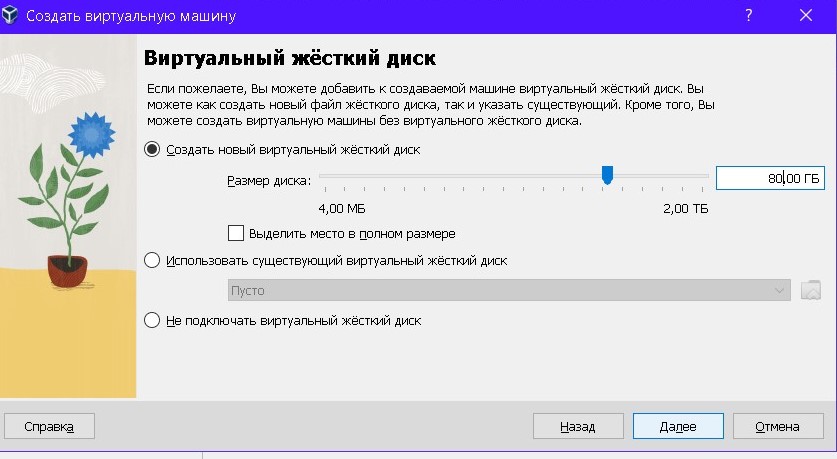 Создать виртуальную машину
?
Виртуальный жёсткий диск
Если пожелаете, Вы можете добавить к создаваемой машине виртуальный жёсткий диск. Вы
можете как создать новый файл жёсткого диска, так и указать существующий. Кроме того, Вы
можете создать виртуальную машины без виртуального жёсткого диска.
Создать новый виртуальный жёсткий диск
Размер диска:
80,00 ГБ
4,00 МБ
2,00 ТБ
Выделить место в полном размере
Использовать существующий виртуальный жёсткий диск
Пусто
Не подключать виртуальный жёсткий диск
Справка
Назад
Далее
Отмена